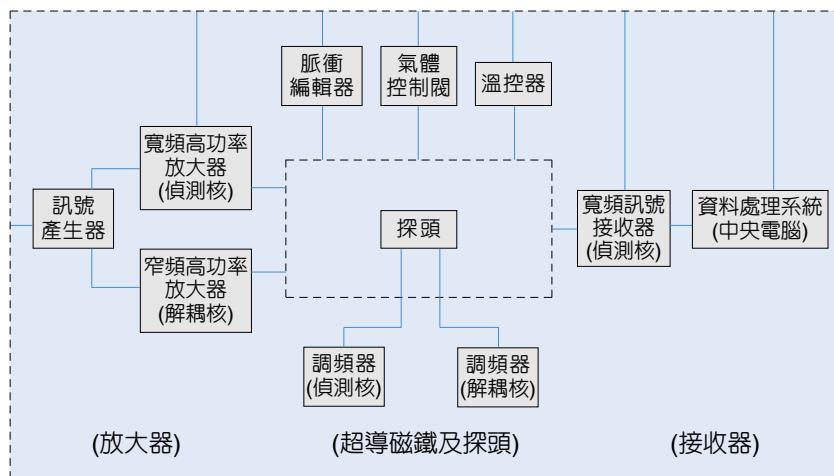 脈衝
編輯器
氣體
控制閥
溫控器
寬頻高功率
放大器
(偵測核)
訊號
產生器
窄頻高功率
放大器
(解耦核)
探頭
寬頻訊號
接收器
(偵測核)
資料處理系統
(中央電腦)
調頻器
(偵測核)
調頻器
(解耦核)
(放大器)
(超導磁鐵及探頭)
(接收器)